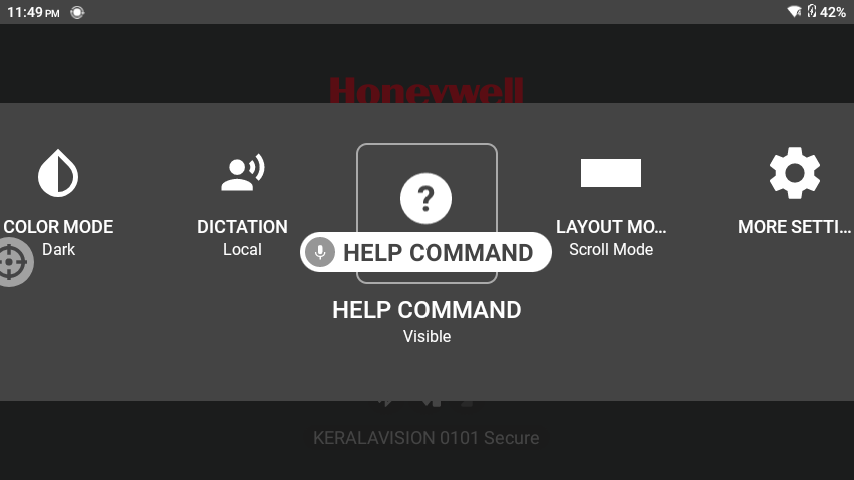 11:49 PM
42%
Honeywell
COLOR MODE
Dark
DICTATION
Local
?
HELP COMMAND
HELP COMMAND
Visible
LAYOUT MO...
Scroll Mode
MORE SETTI...
KERALAVISION 0101 Secure